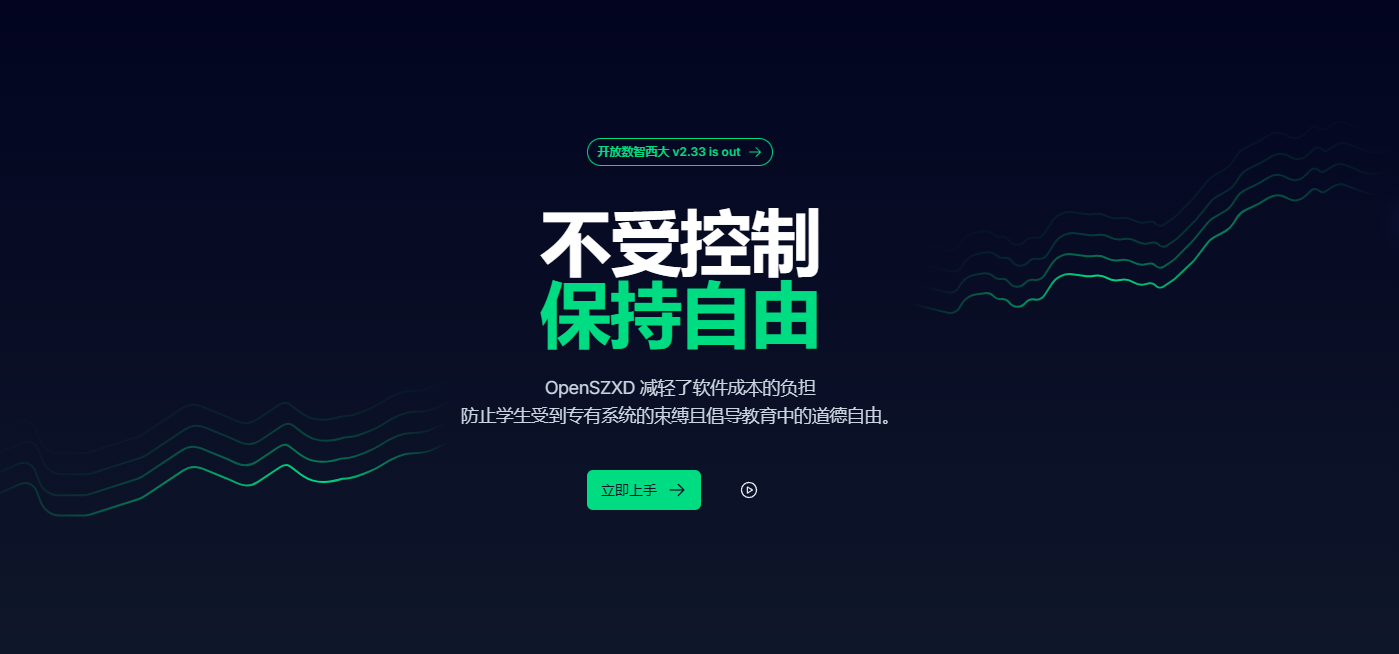 开放数智西大 v2.33 is out
不受控制
保持自由
OpenSZXD 减轻了软件成本的负担
防止学生受到专有系统的束缚且倡导教育中的道德自由。
立即上手